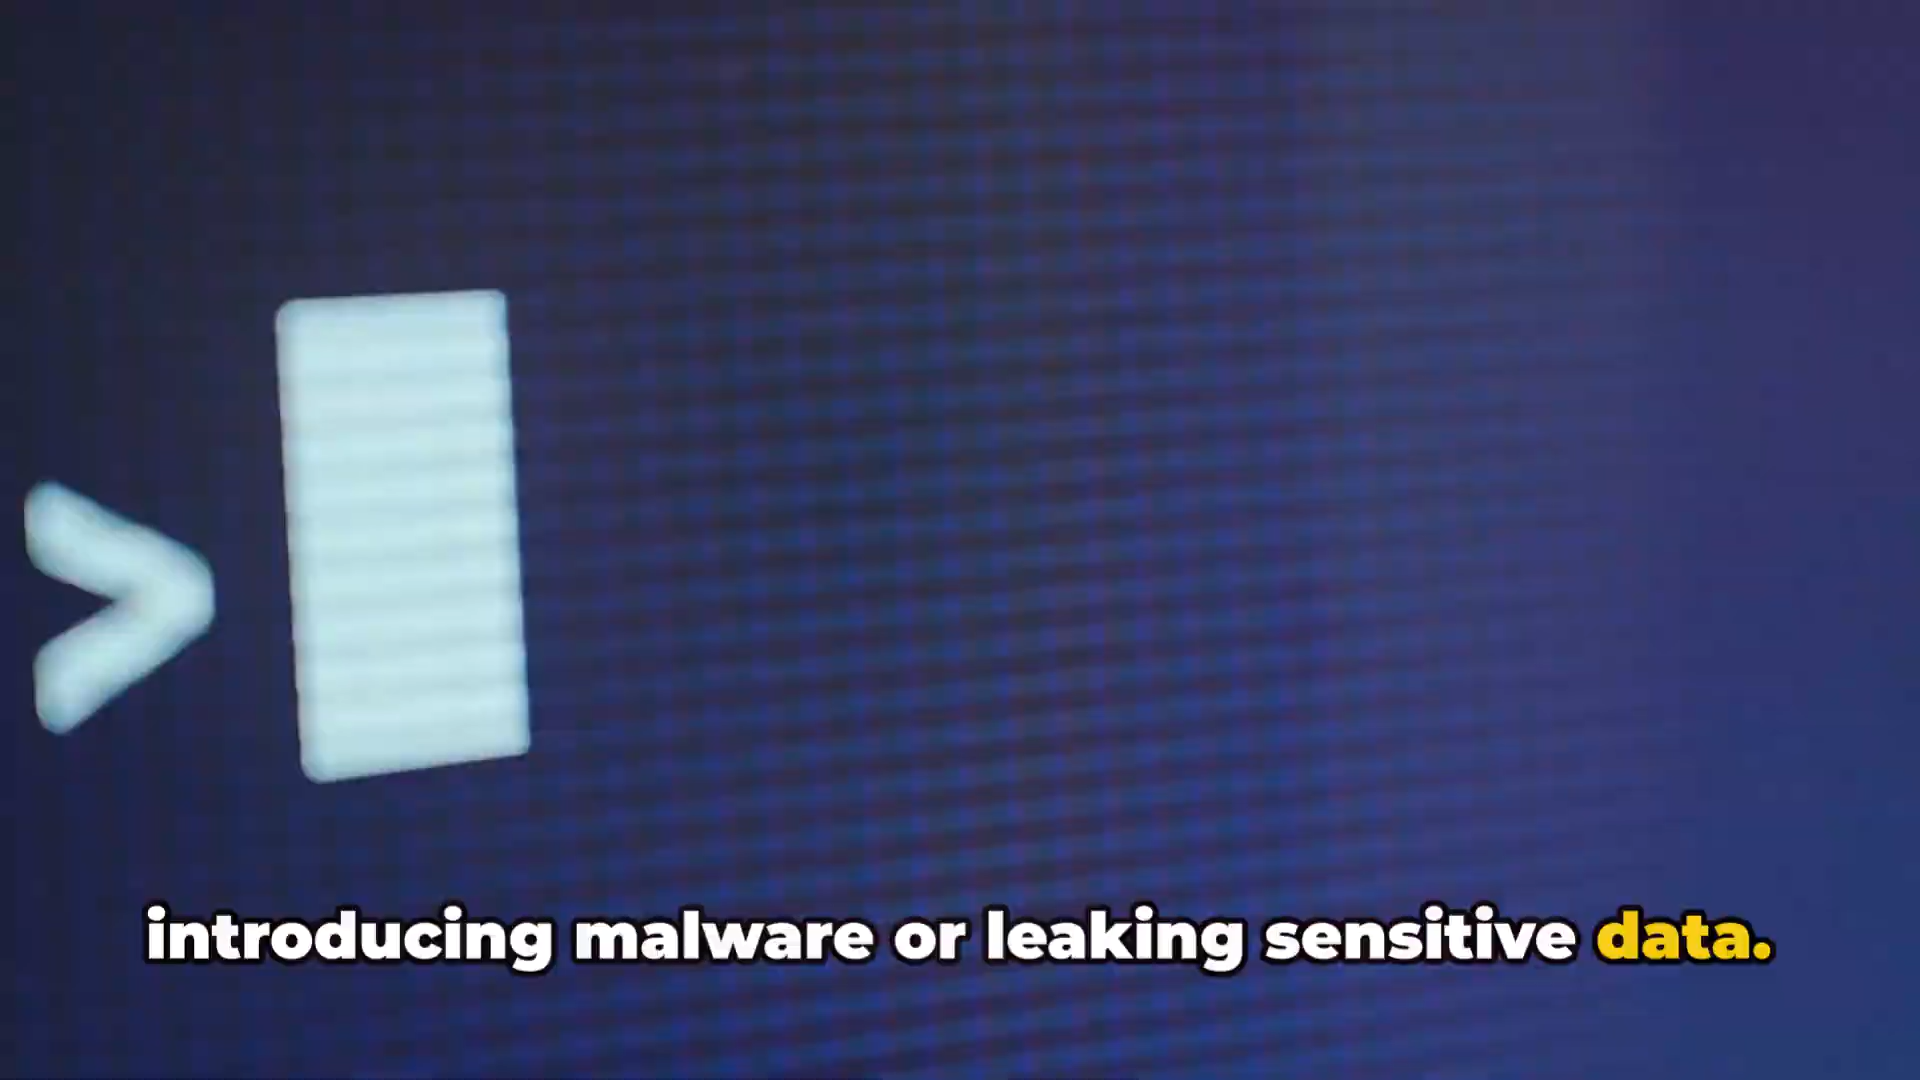 >
introducing malware or leaking sensitive data.